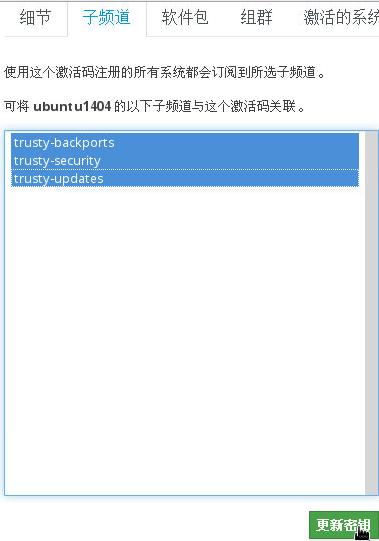 细节 子频道 软件包 组群 激活的系统
使用这个激活码注册的所有系统都会订阅到所选子频道。
可将 ubuntu1404 的以下子频道与这个激活码关联。
trusty-backports
trusty-security
trusty-updates
更新密钥